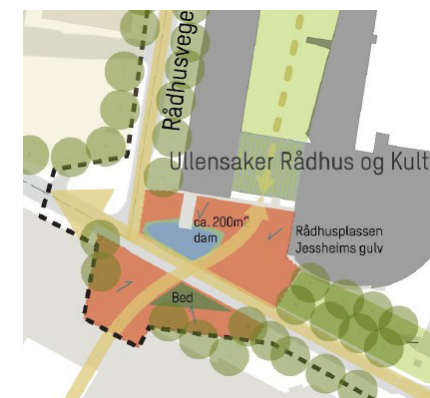 Rådhusvege
Ullensaker Rådhus og Kult
ca. 200m²
dam
Rådhusplassen
Jessheims gulv
Bed